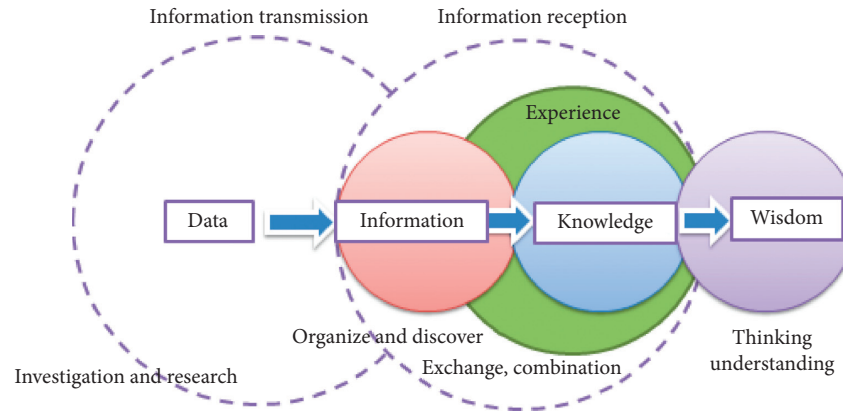 Information transmission
Information reception
Experience
Data
Information
Knowledge
Wisdom
Organize and discover
Exchange, combination
Thinking
understanding
Investigation and research